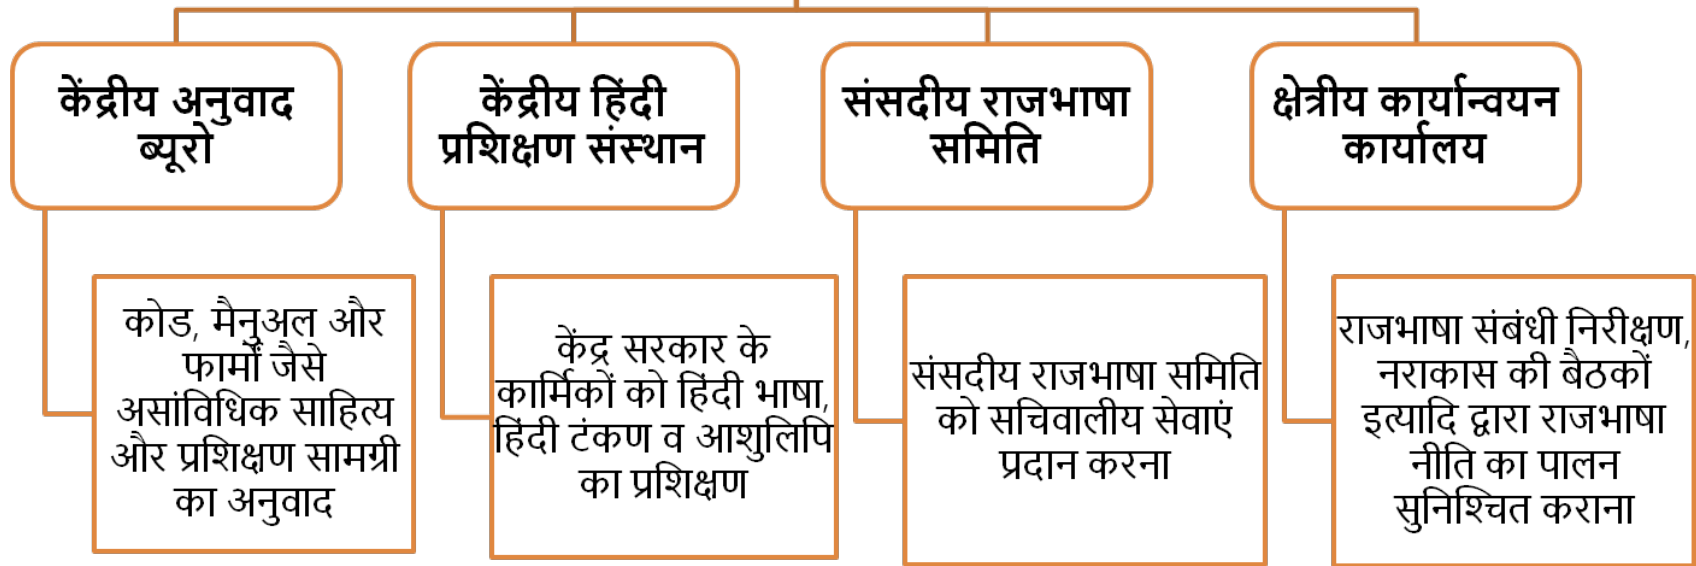 केंद्रीय अनुवाद
ब्यूरो
केंद्रीय हिंदी
प्रशिक्षण संस्थान
संसदीय राजभाषा
समिति
क्षेत्रीय कार्यान्वयन
कार्यालय
कोड, मैनुअल और
फार्मों जैसे
असांविधिक साहित्य
और प्रशिक्षण सामग्री
का अनुवाद
केंद्र सरकार के
कार्मिकों को हिंदी भाषा,
हिंदी टंकण व आशुलिपि
का प्रशिक्षण
संसदीय राजभाषा समिति
को सचिवालीय सेवाएं
प्रदान करना
राजभाषा संबंधी निरीक्षण,
नराकास की बैठकों
इत्यादि द्वारा राजभाषा
नीति का पालन
सुनिश्चित कराना